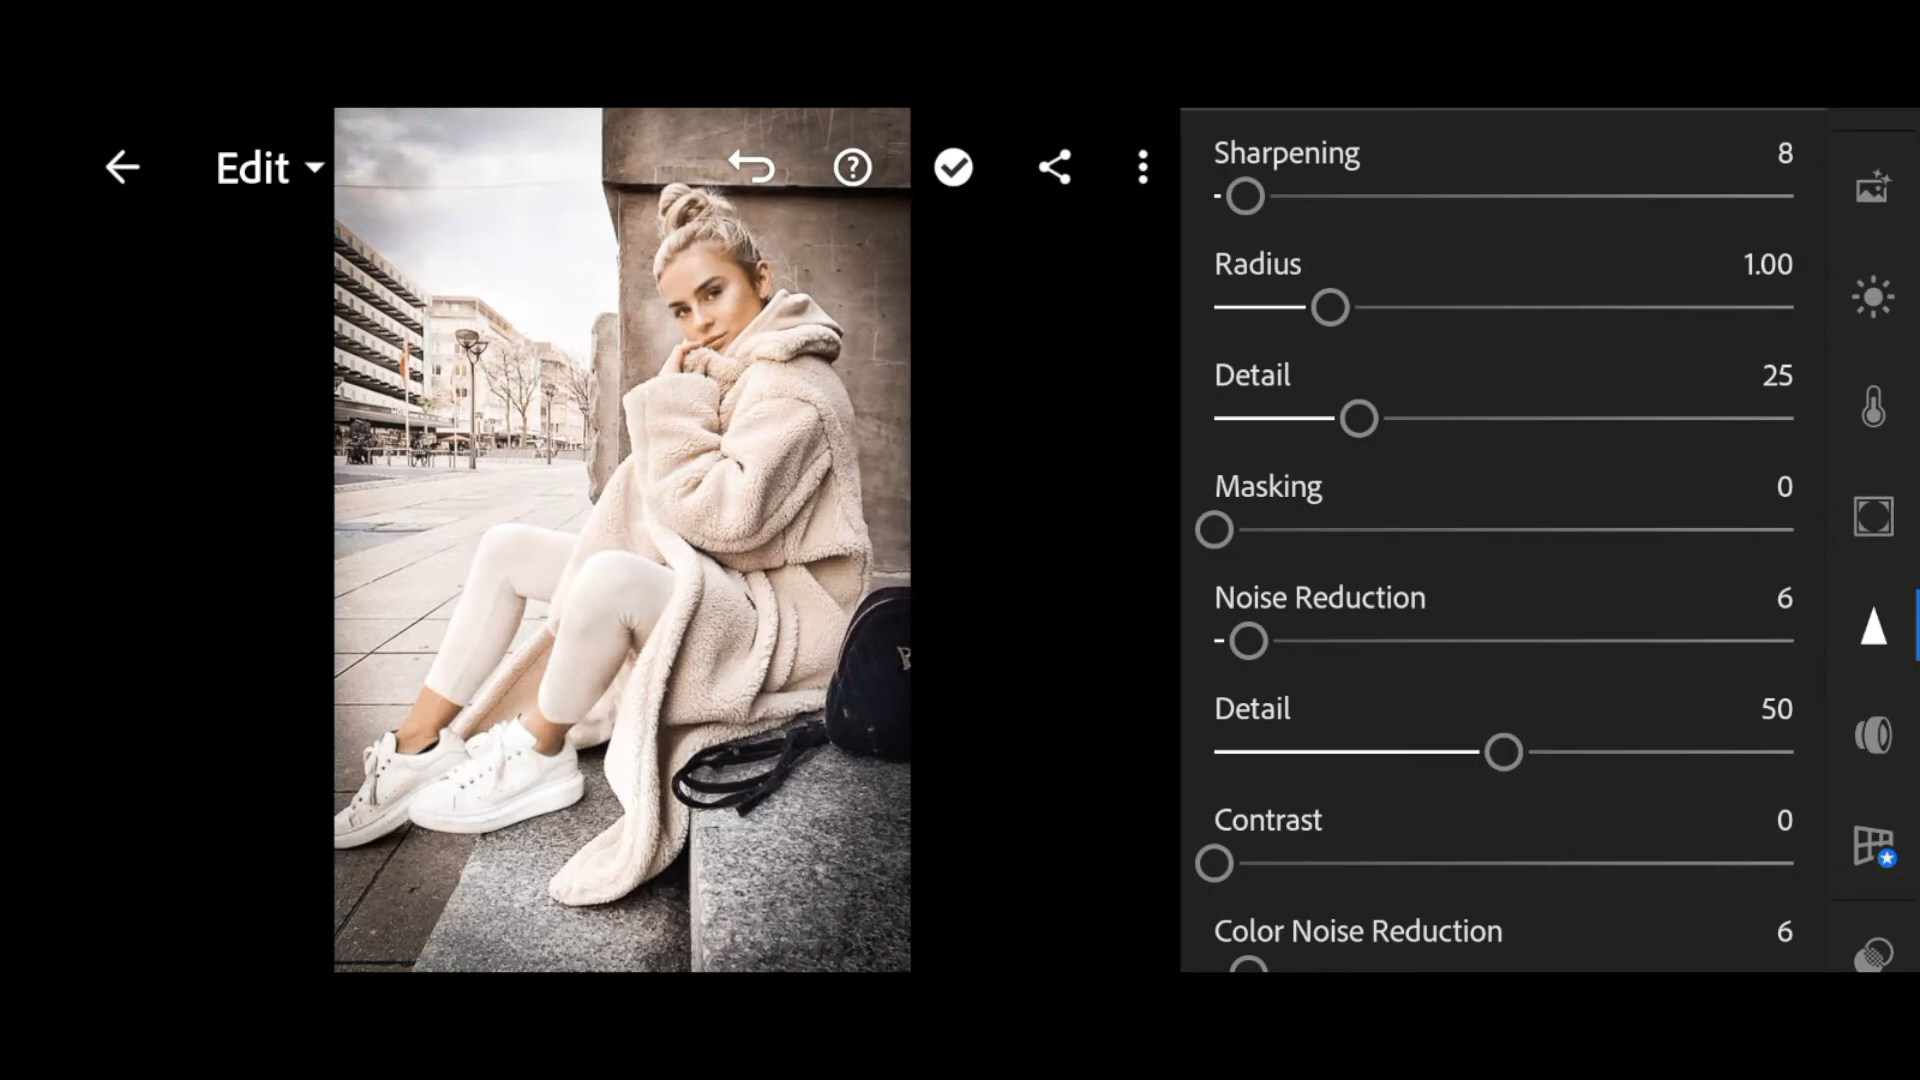 Edit
Sharpening 8
Radius 1.00
Detail 25
Masking 0
Noise Reduction 6
Detail 50
Contrast 0
Color Noise Reduction 6